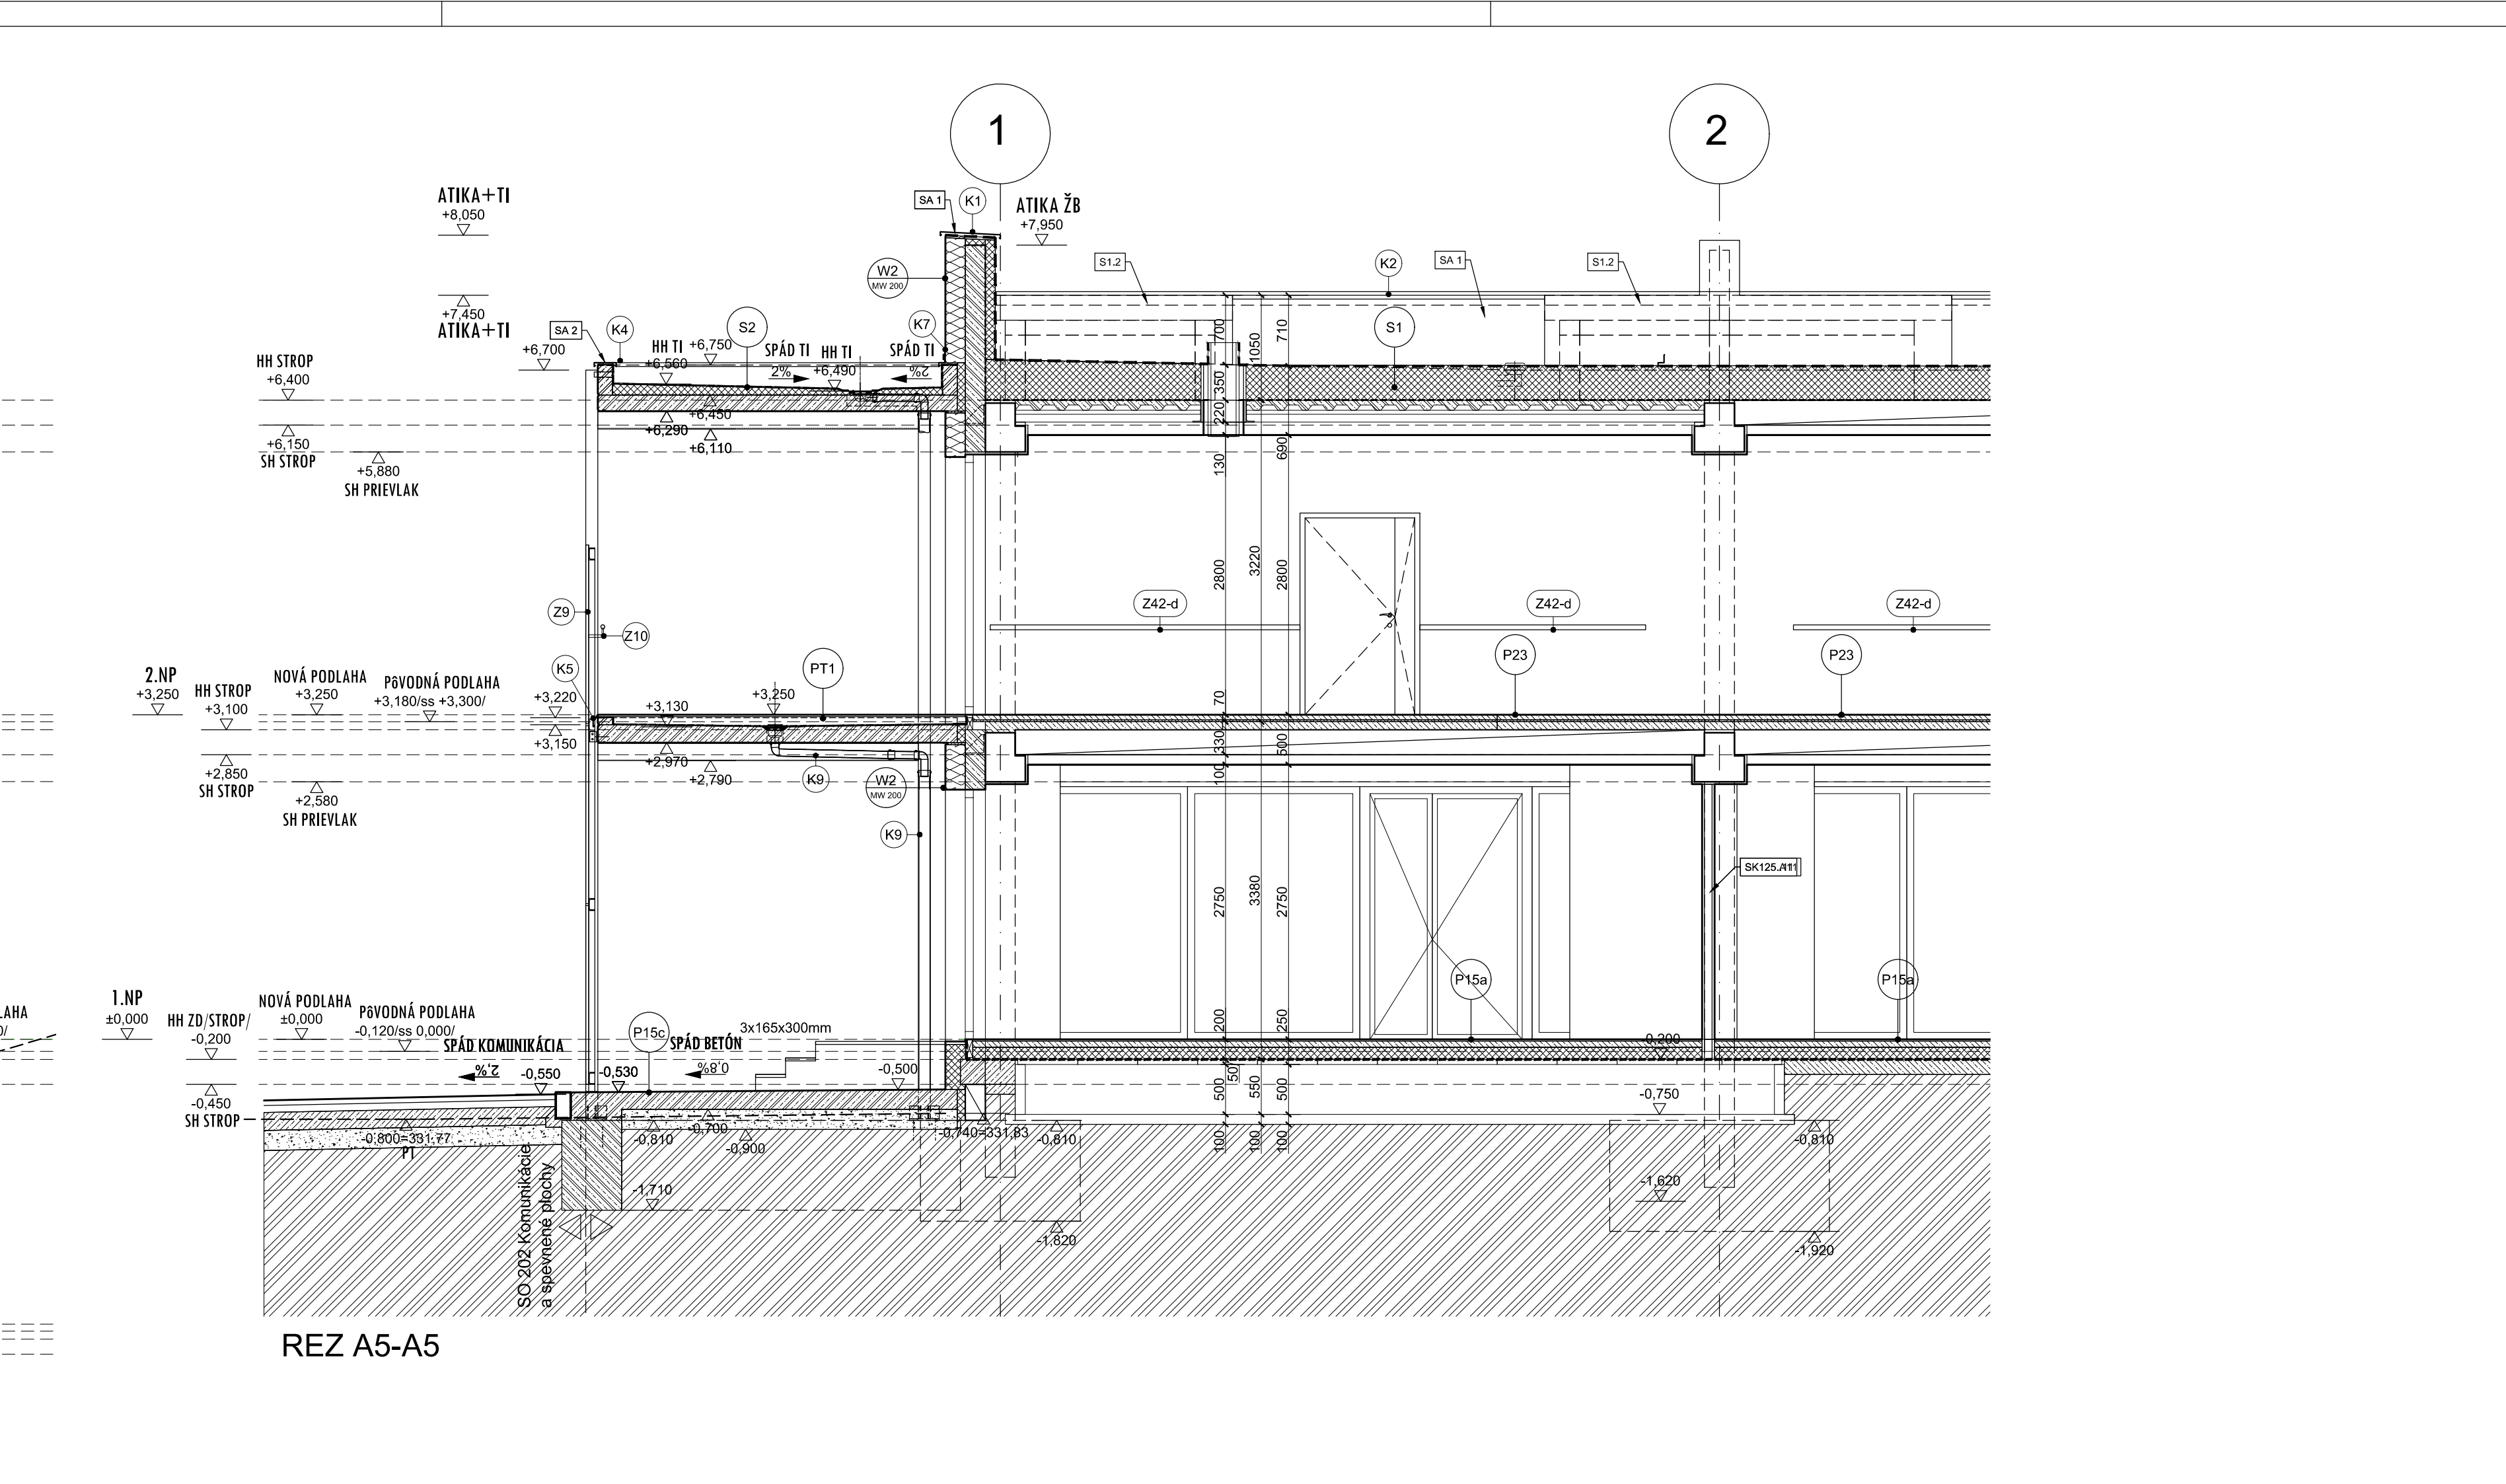 1
2
ATIKA+TI
+8,050
SA 1
K1
ATIKA ŽB
+7,950
W2
MW 200
S1.2
K2
SA 1
S1.2
+7,450
ATIKA+TI
SA 2
K4
S2
K7
S1
700
1050
710
HH STROP
+6,400
+6,700
HH TI
+6,560
+6,750
SPÁD TI
2%
HH TI
+6,490
SPÁD TI
2%
350
220
+6,450
+6,290
+6,110
+6,150
SH STROP
+5,880
SH PRIEVLAK
130
690
2800
3220
2800
Z9
Z10
Z42-d
Z42-d
Z42-d
K5
PT1
P23
P23
2.NP
+3,250
HH STROP
+3,100
NOVÁ PODLAHA
+3,250
PôVODNÁ PODLAHA
+3,180/ss +3,300/
+3,220
+3,130
+3,250
70
+3,150
330
500
+2,850
SH STROP
+2,970
+2,790
K9
W2
MW 200
100
+2,580
SH PRIEVLAK
K9
2750
3380
2750
P15a
P15a
LAHA
0/
1.NP
±0,000
HH ZD/STROP/
-0,200
NOVÁ PODLAHA
±0,000
PôVODNÁ PODLAHA
-0,120/ss 0,000/
SPÁD KOMUNIKÁCIA
2,%
P15c
SPÁD BETÓN
0,8%
3x165x300mm
200
250
-0,200
-0,550
-0,530
-0,500
-0,450
SH STROP
500
50
550
500
-0,750
-0,800=331,77
PT
-0,810
-0,700
-0,900
-0,740=331,83
-0,810
100
100
100
-0,810
SO 202 Komunikácie
a spevnené plochy
-1,710
-1,820
-1,620
-1,920
REZ A5-A5